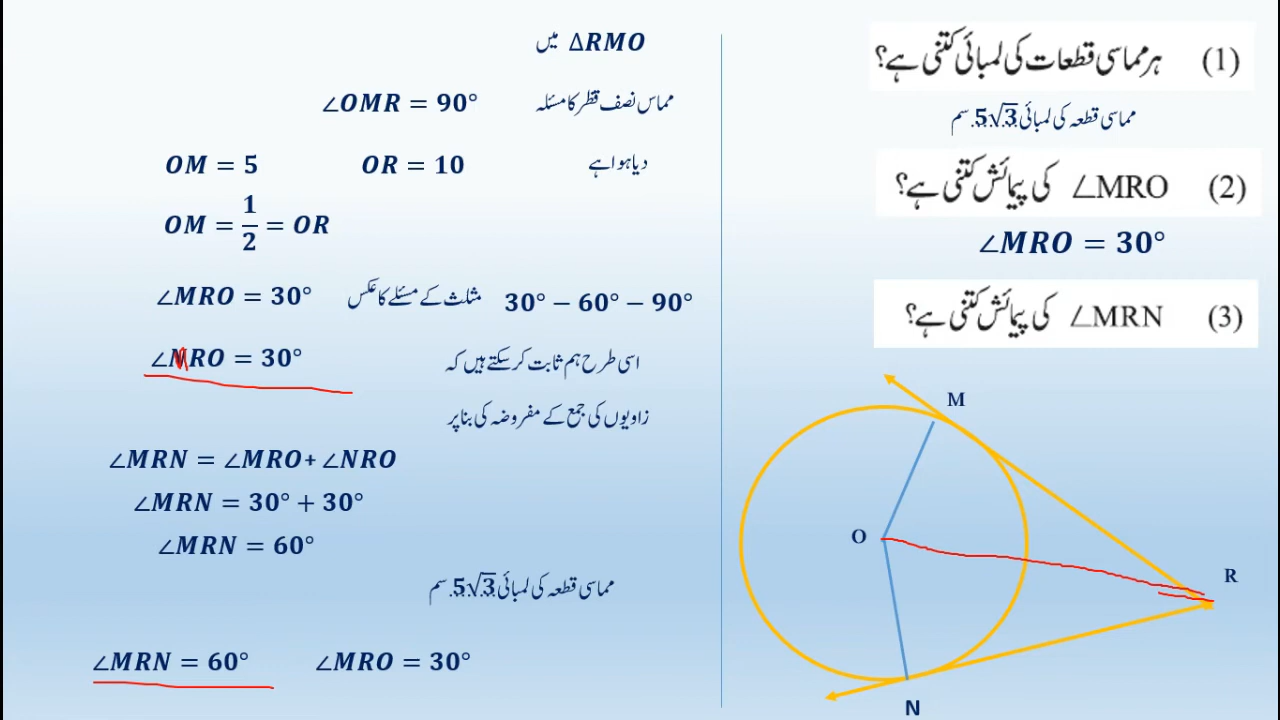 (1) ہر مماسی قطعات کی لمبائی کتنی ہے؟
مماسی قطعہ کی لمبائی 5√3 سم
(2) ∠MRO کی پیمائش کتنی ہے؟
∠MRO = 30°
(3) ∠MRN کی پیمائش کتنی ہے؟
M
O
R
N
ΔRMO میں
∠OMR = 90° مماس نصف قطر کا مسئلہ
OM = 5 OR = 10 دیا ہوا ہے
OM = 1/2 = OR
∠MRO = 30° مثلث کے مسئلے کا عکس 30° − 60° − 90°
∠NRO = 30° اسی طرح ہم ثابت کر سکتے ہیں کہ
زاویوں کی جمع کے مفروضہ کی بنا پر
∠MRN = ∠MRO + ∠NRO
∠MRN = 30° + 30°
∠MRN = 60°
مماسی قطعہ کی لمبائی 5√3 سم
∠MRN = 60° ∠MRO = 30°